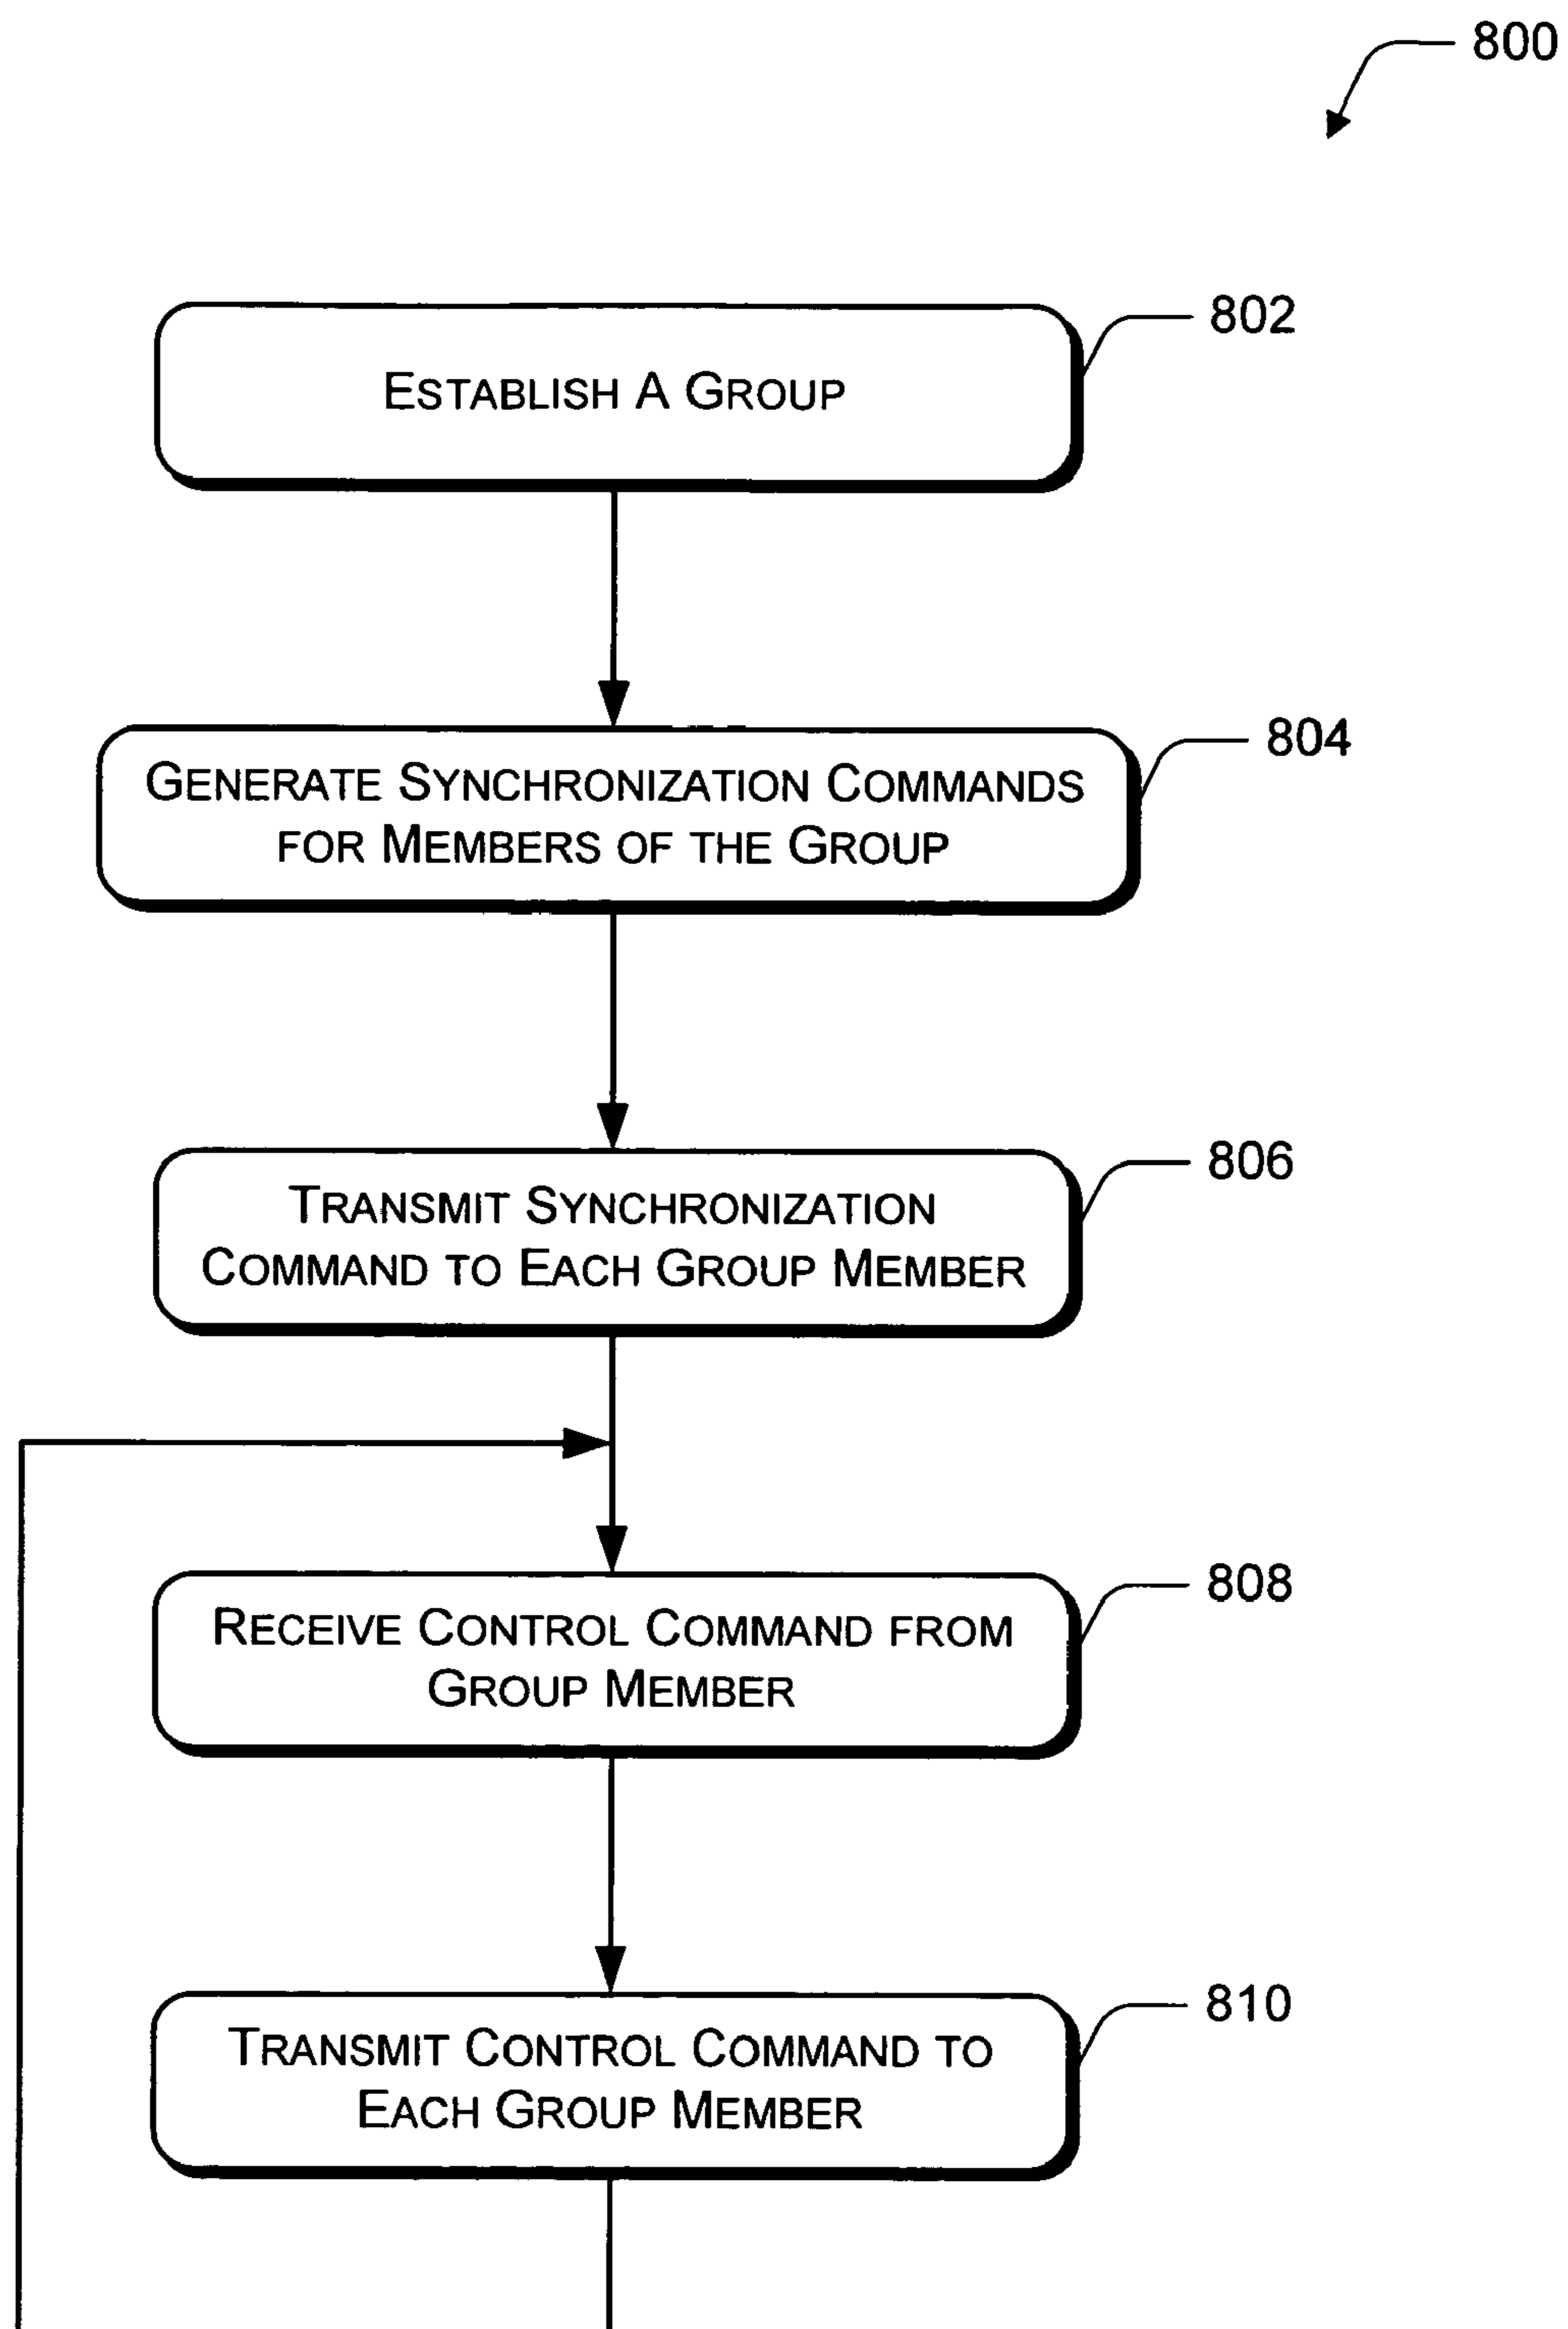 800
802
ESTABLISH A GROUP
804
GENERATE SYNCHRONIZATION COMMANDS
FOR MEMBERS OF THE GROUP
806
TRANSMIT SYNCHRONIZATION
COMMAND TO EACH GROUP MEMBER
808
RECEIVE CONTROL COMMAND FROM
GROUP MEMBER
810
TRANSMIT CONTROL COMMAND TO
EACH GROUP MEMBER